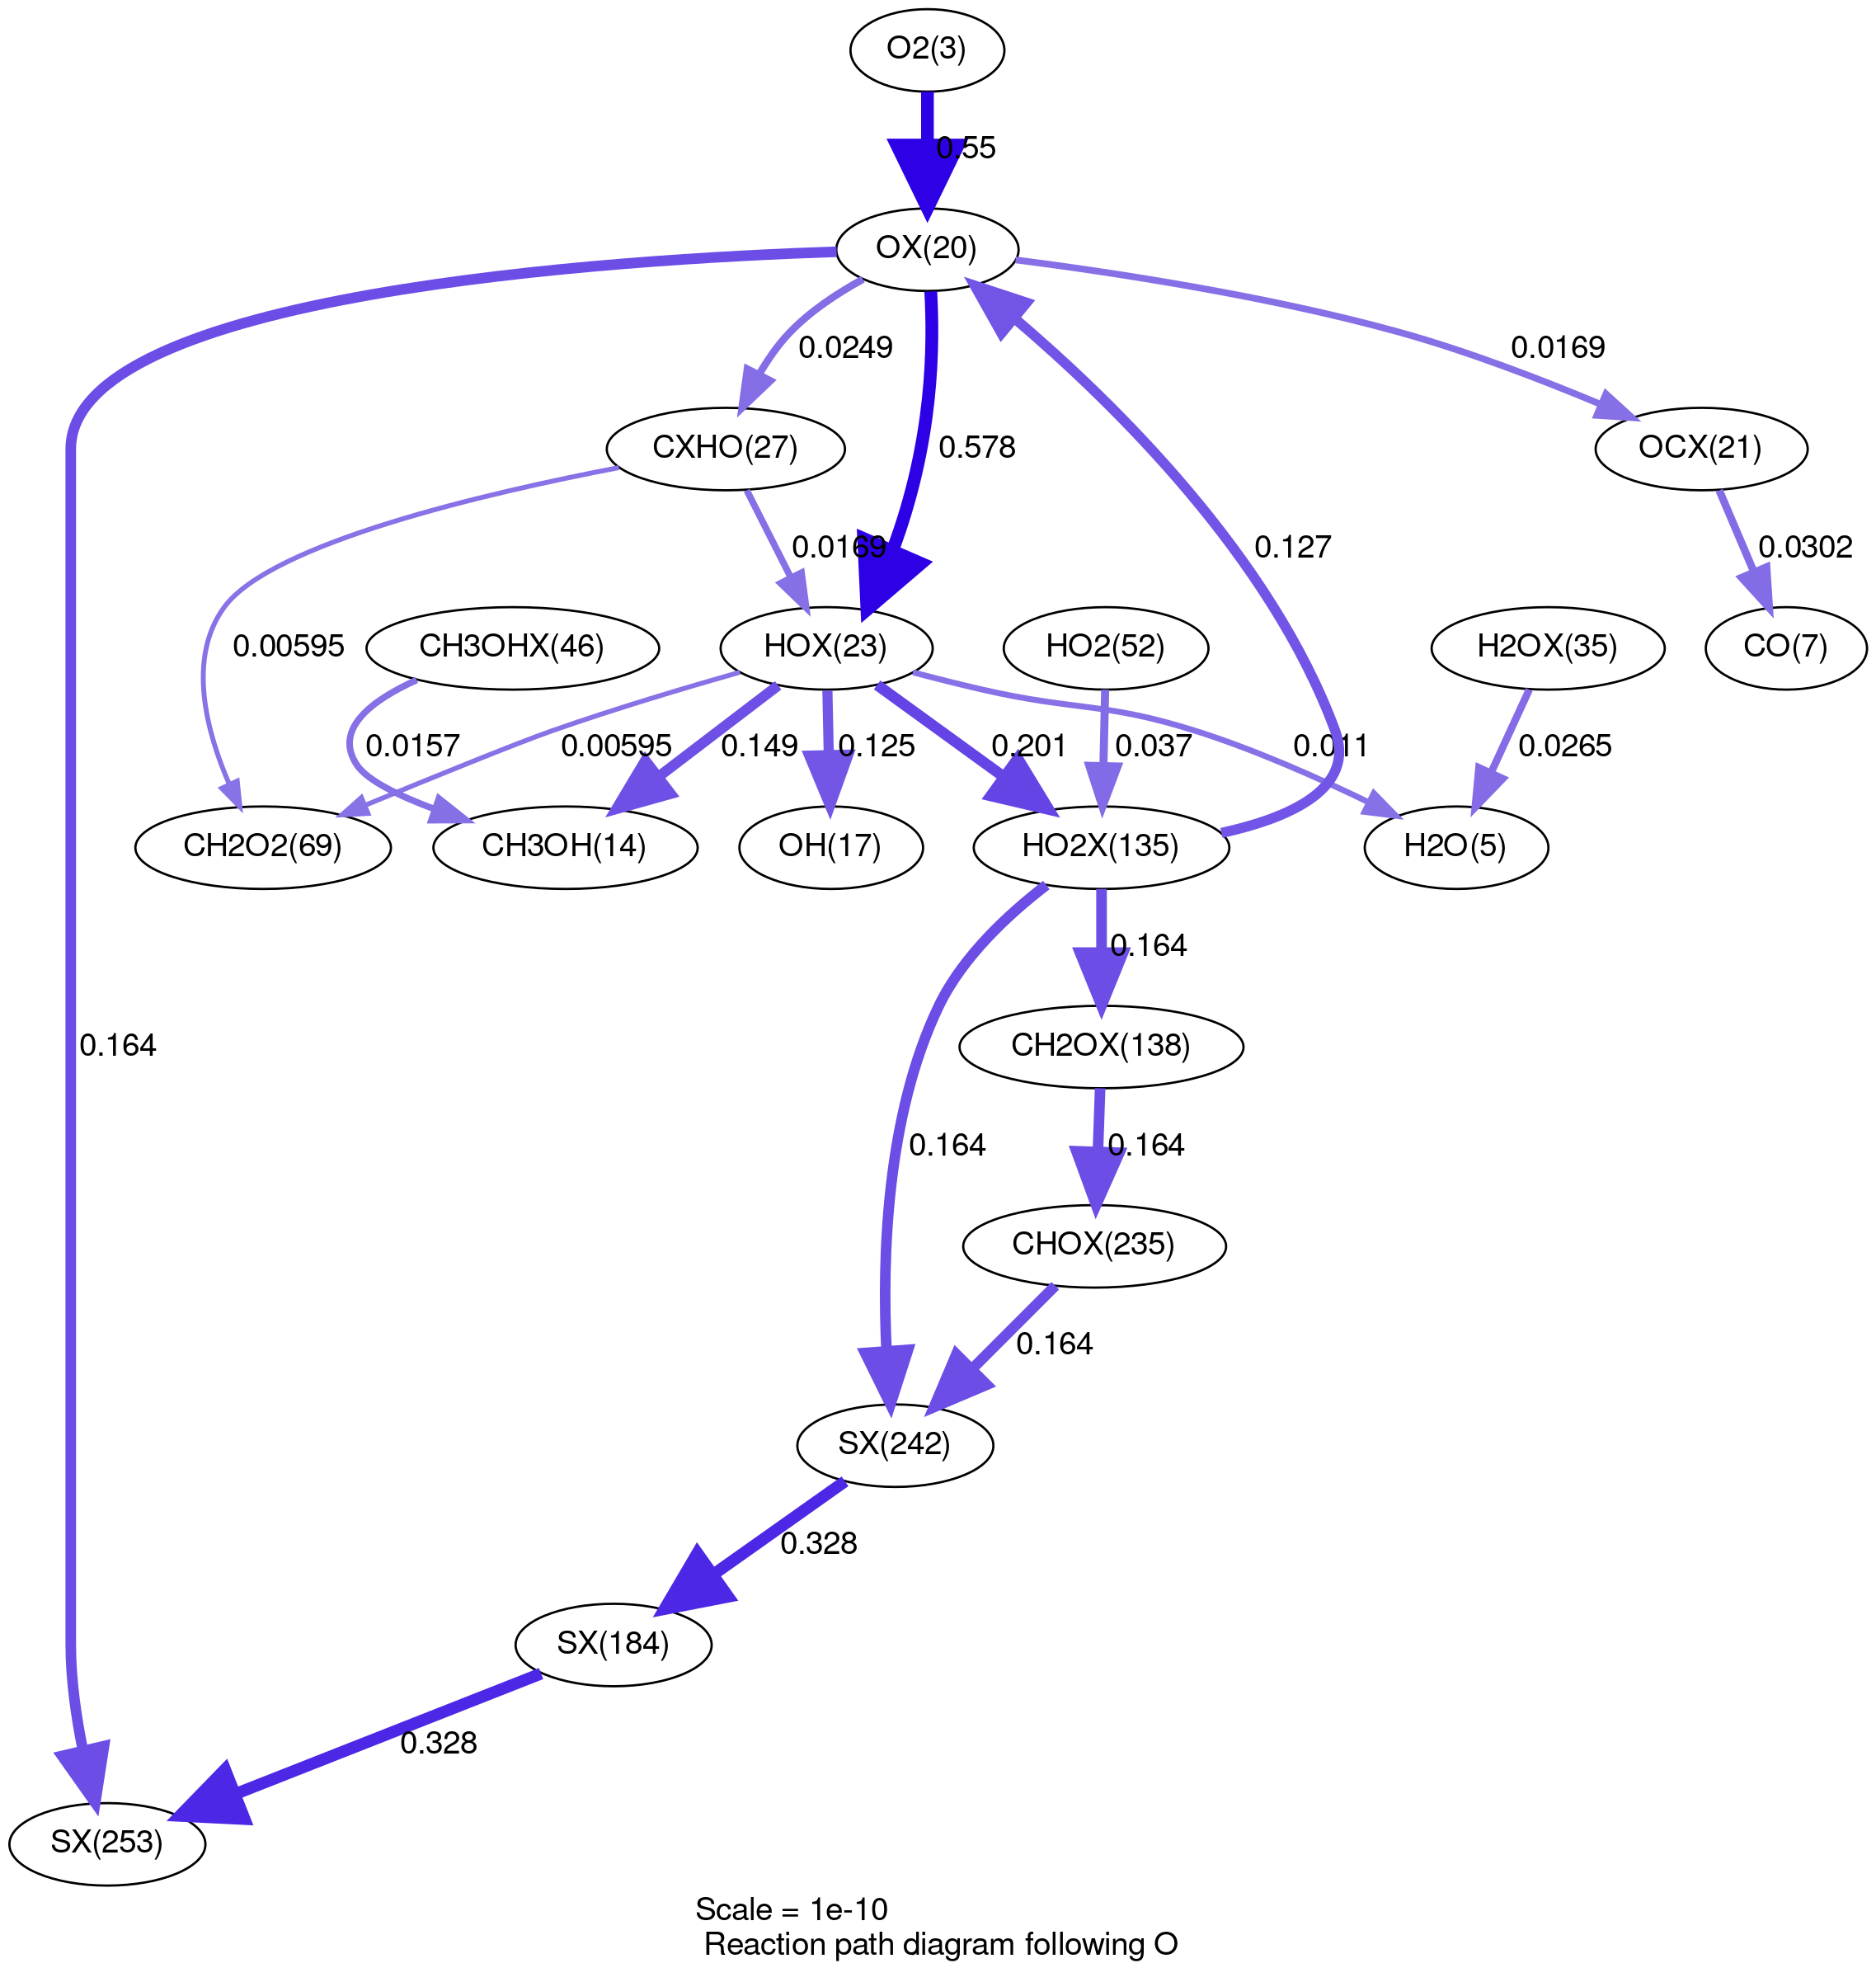 O2(3)
0.55
OX(20)
0.0249
0.0169
CXHO(27)
0.578
OCX(21)
0.0169
0.127
0.0302
0.00595
CH3OHX(46)
HOX(23)
HO2(52)
H2OX(35)
CO(7)
0.0157
0.00595
0.149
0.125
0.201
0.037
0.011
0.0265
CH2O2(69)
CH3OH(14)
OH(17)
HO2X(135)
H2O(5)
0.164
0.164
CH2OX(138)
0.164
0.164
CHOX(235)
0.164
SX(242)
0.328
SX(184)
0.328
SX(253)
Scale = 1e-10
Reaction path diagram following O